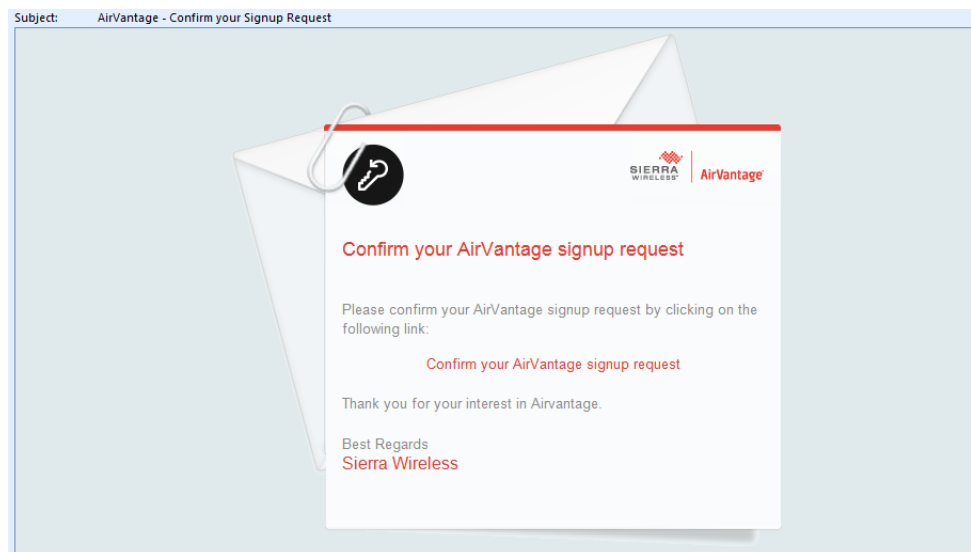 Subject: AirVantage - Confirm your Signup Request
SIERRA
WIRELESS®
AirVantage®
Confirm your AirVantage signup request
Please confirm your AirVantage signup request by clicking on the
following link:
Confirm your AirVantage signup request
Thank you for your interest in Airvantage.
Best Regards
Sierra Wireless